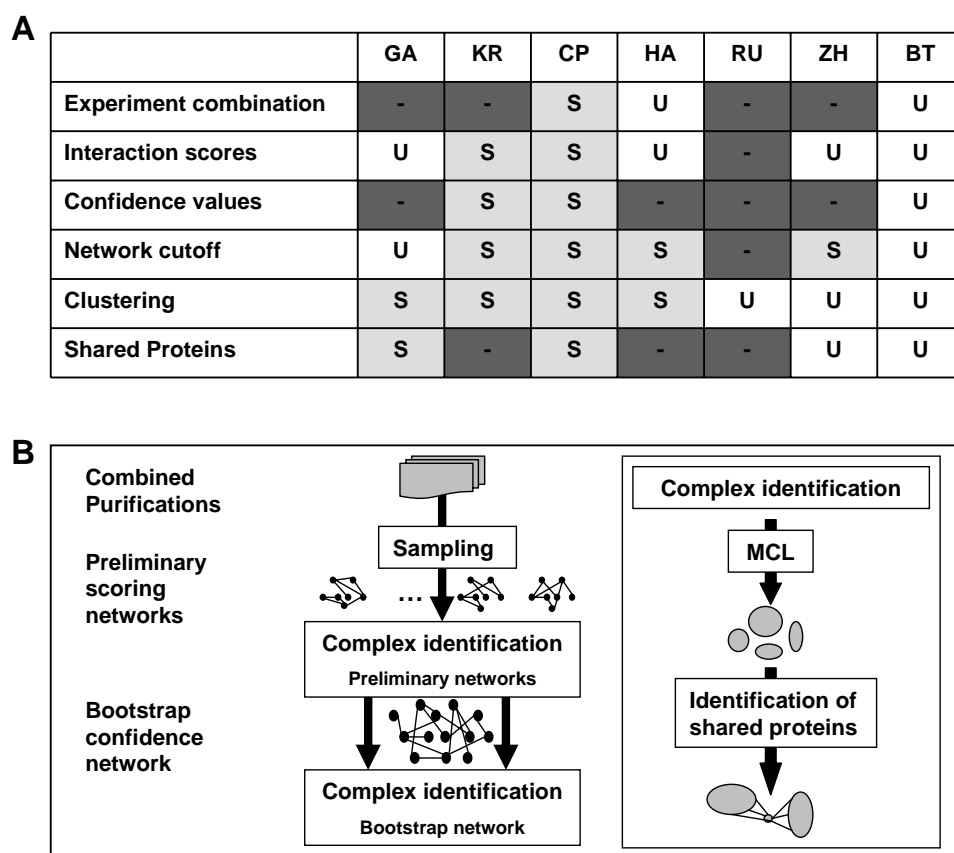 A
GA KR CP HA RU ZH BT
Experiment combination - - S U - - U
Interaction scores U S S U - U U
Confidence values - S S - - - U
Network cutoff U S S S - S U
Clustering S S S S U U U
Shared Proteins S - S - - U U
B
Combined
Purifications
Sampling
Preliminary
scoring
networks
...
Complex identification
Preliminary networks
Bootstrap
confidence
network
Complex identification
Bootstrap network
Complex identification
MCL
Identification of
shared proteins